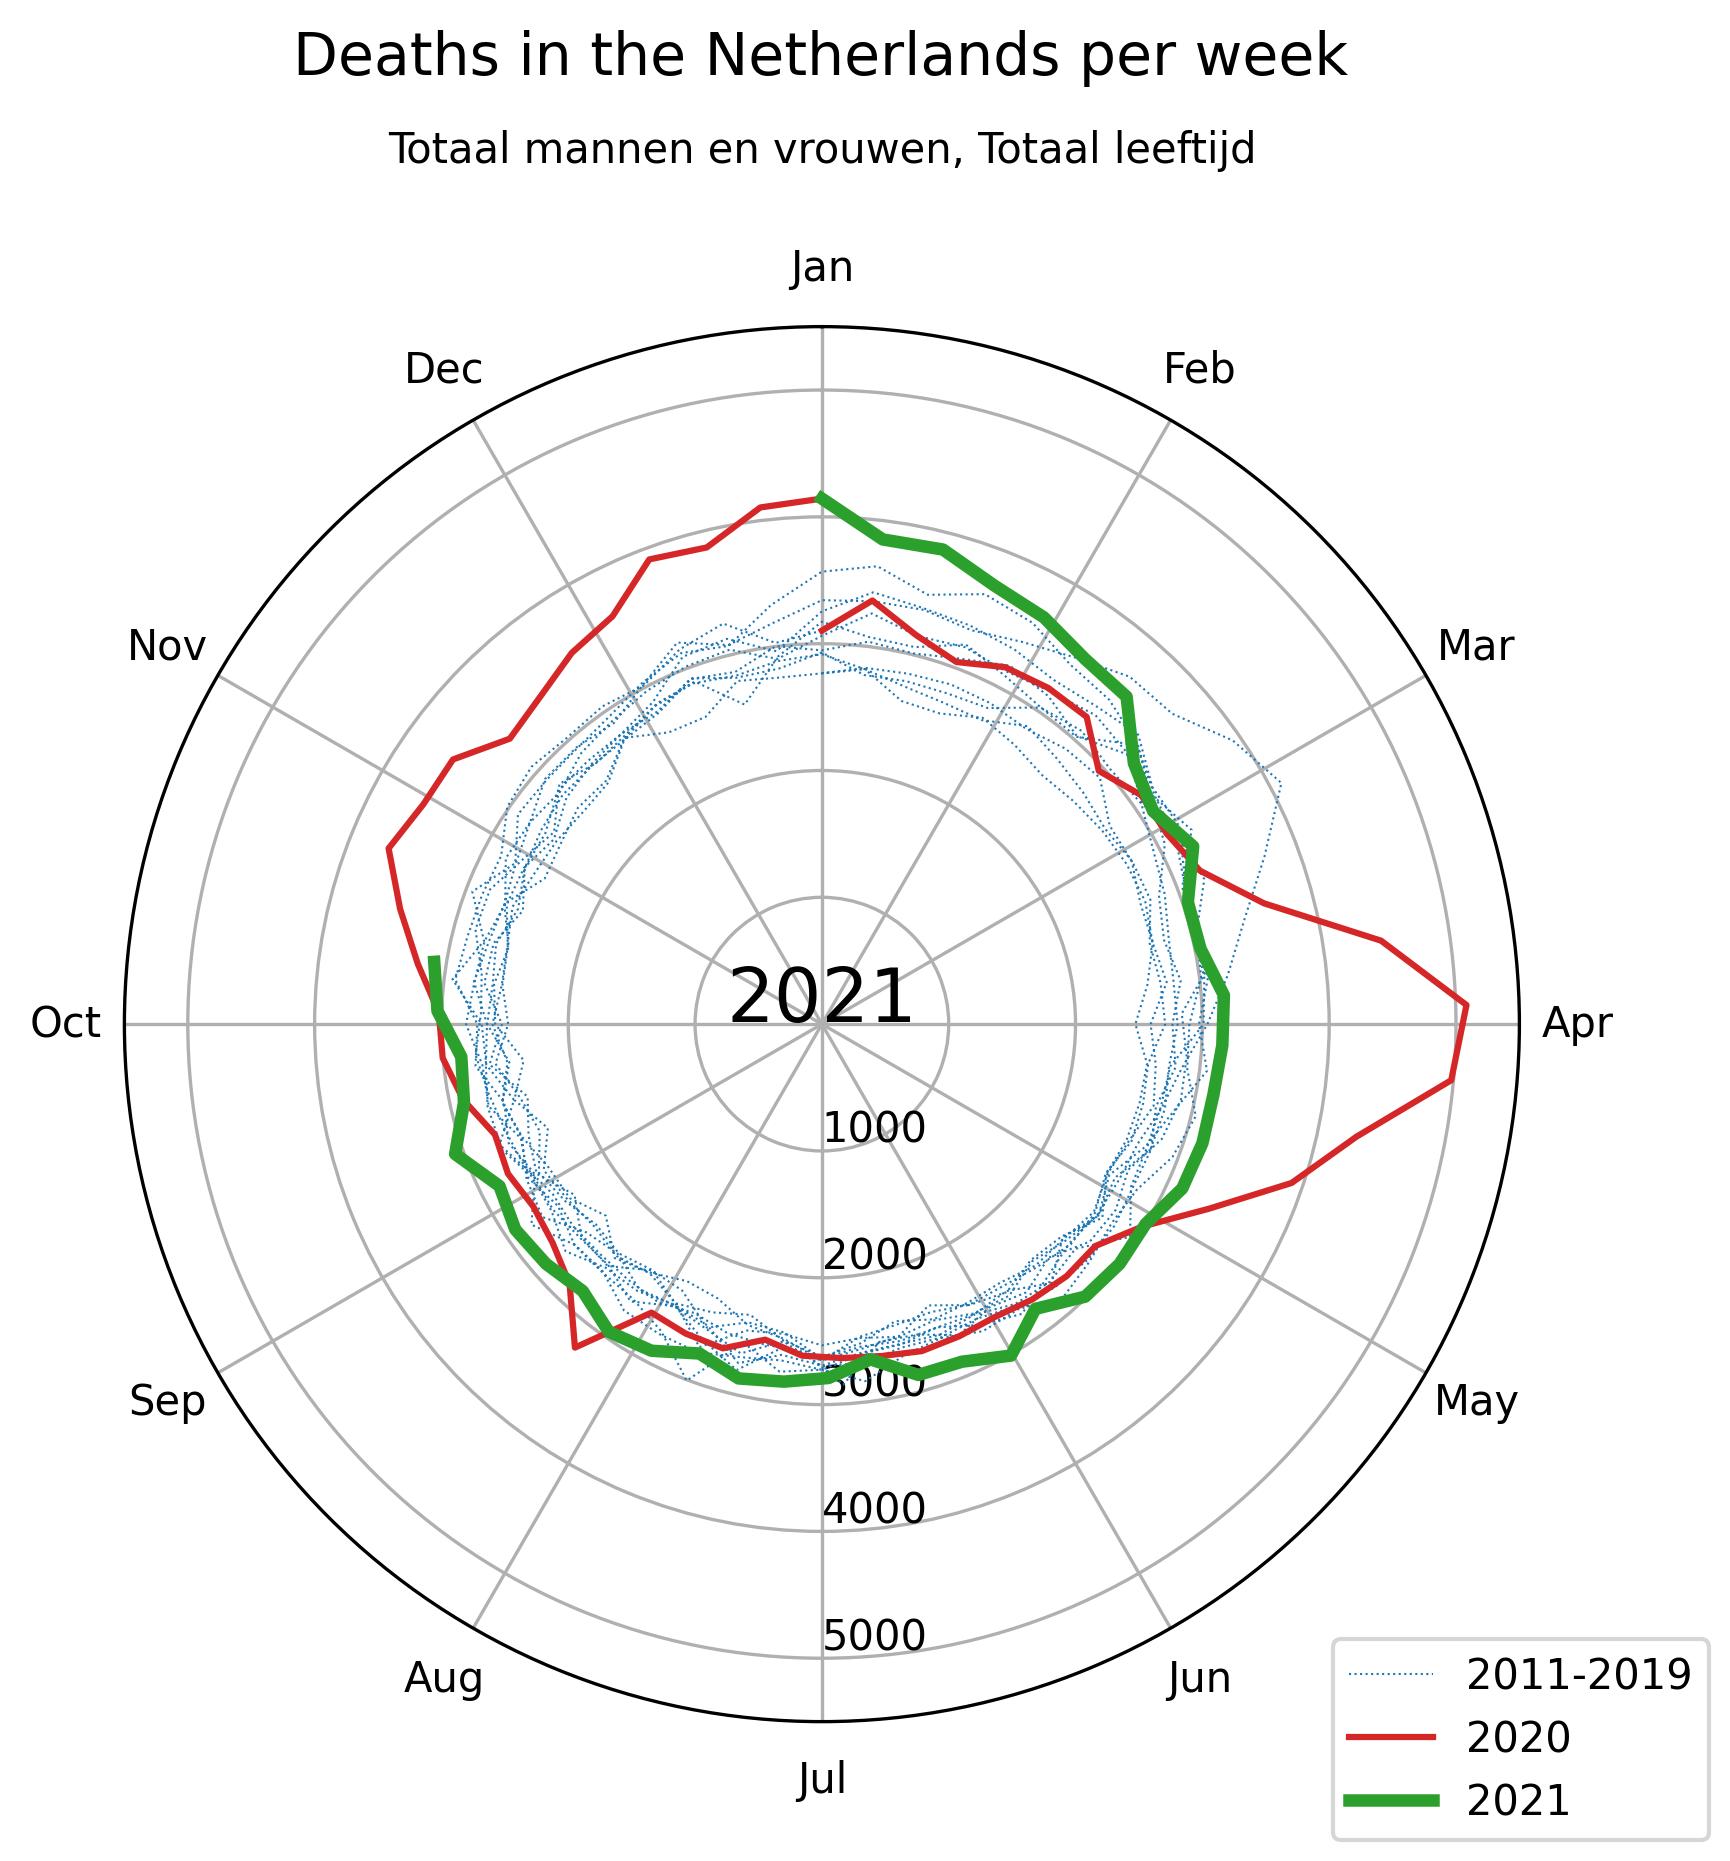 Deaths in the Netherlands per week
Totaal mannen en vrouwen, Totaal leeftijd
Jan
Dec
Feb
Nov
Mar
2021
Oct
Apr
1000
2000
3000
Sep
May
4000
5000
Aug
Jun
Jul
2011-2019
2020
2021